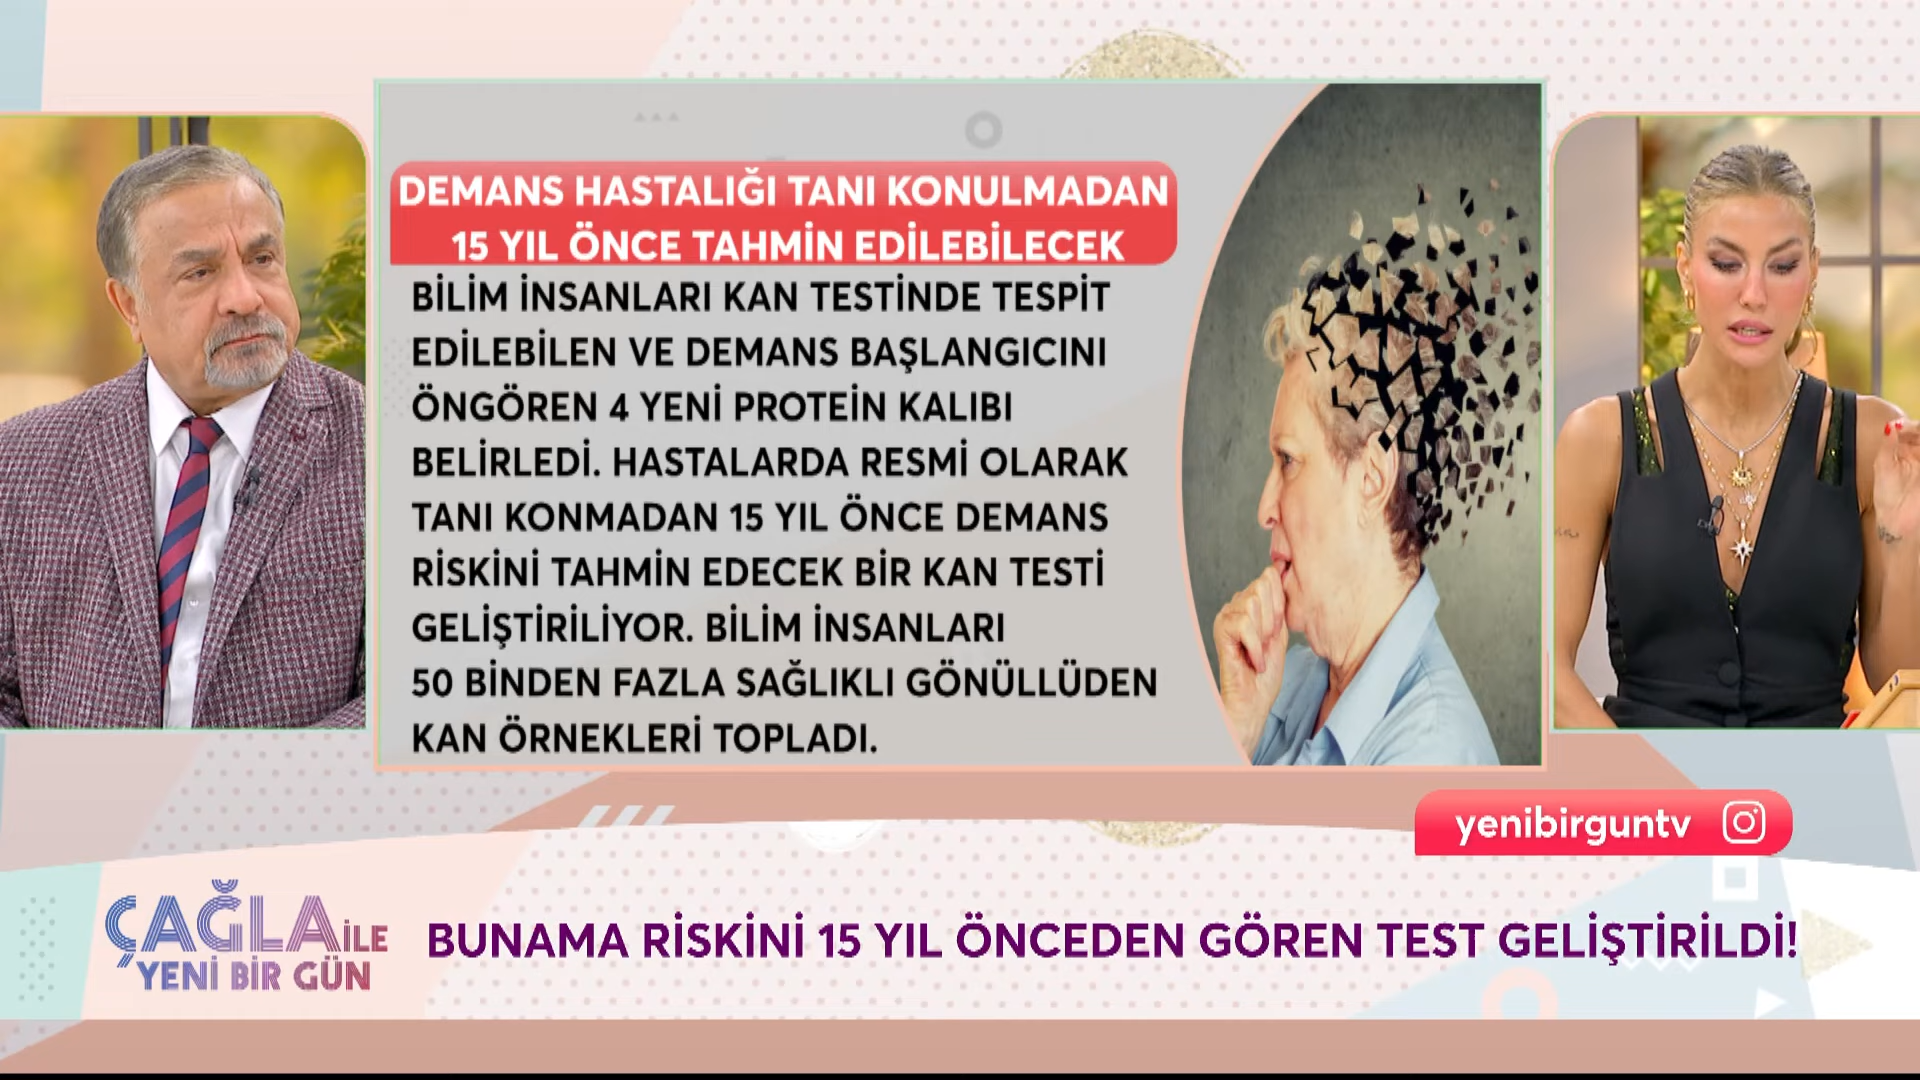 DEMANS HASTALIĞI TANI KONULMADAN
15 YIL ÖNCE TAHMİN EDİLEBİLECEK
BİLİM İNSANLARI KAN TESTİNDE TESPİT
EDİLEBİLEN VE DEMANS BAŞLANGICINI
ÖNGÖREN 4 YENİ PROTEİN KALIBI
BELİRLEDİ. HASTALARDA RESMİ OLARAK
TANI KONMADAN 15 YIL ÖNCE DEMANS
RİSKİNİ TAHMİN EDECEK BİR KAN TESTİ
GELİŞTİRİLİYOR. BİLİM İNSANLARI
50 BİNDEN FAZLA SAĞLIKLI GÖNÜLLÜDEN
KAN ÖRNEKLERİ TOPLADI.
yenibirguntv
ÇAĞLA İLE
YENİ BİR GÜN
BUNAMA RİSKİNİ 15 YIL ÖNCEDEN GÖREN TEST GELİŞTİRİLDİ!